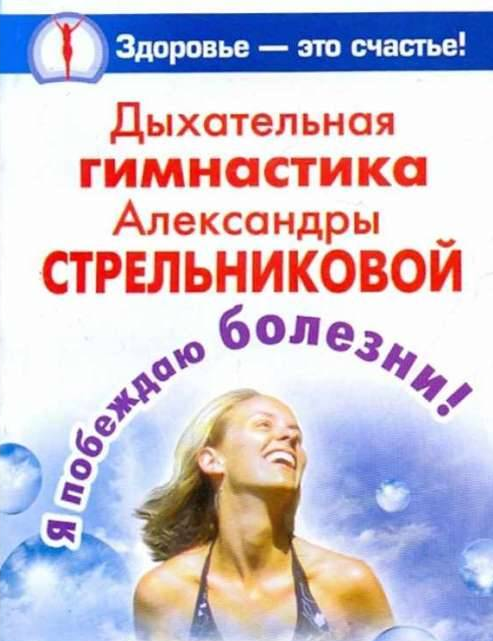 Здоровье — это счастье!
Дыхательная
гимнастика
Александры
СТРЕЛЬНИКОВОЙ
Я побеждаю болезни!